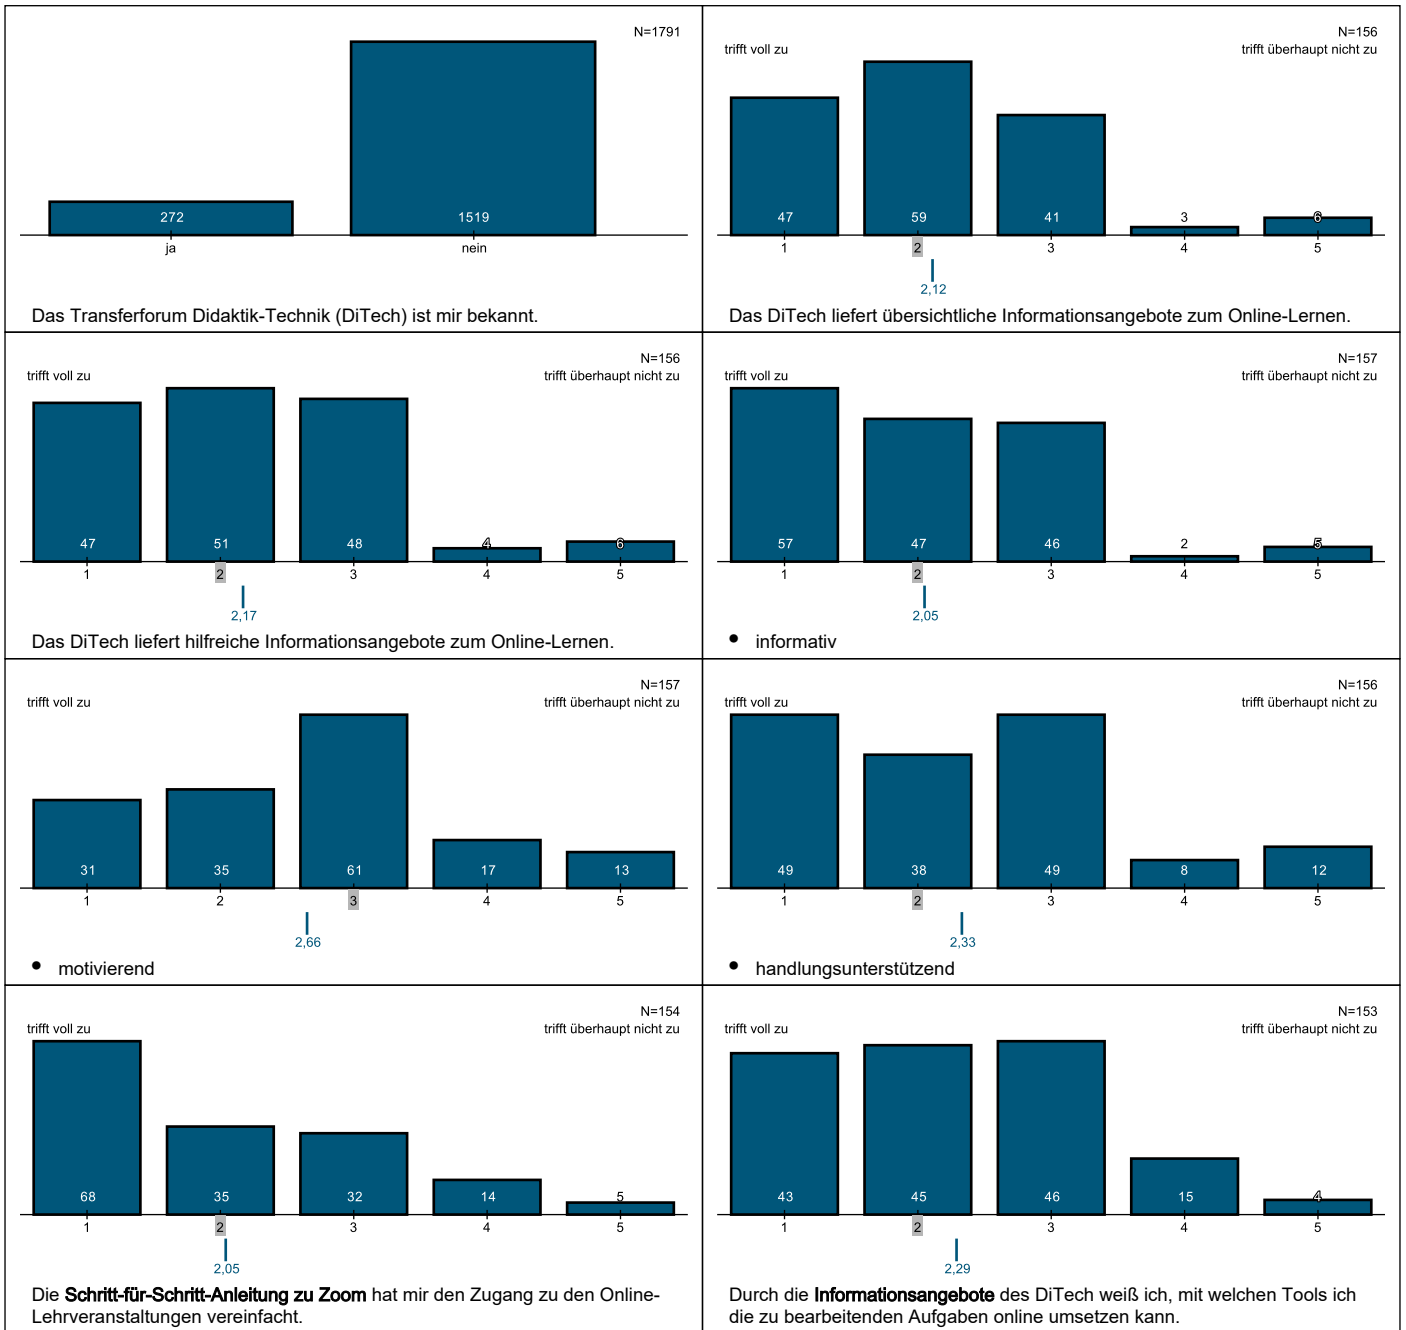 N=1791
272
1519
ja
nein
Das Transferforum Didaktik-Technik (DiTech) ist mir bekannt.
N=156
trifft voll zu
trifft überhaupt nicht zu
47
59
41
3
6
1
2
3
4
5
2,12
Das DiTech liefert übersichtliche Informationsangebote zum Online-Lernen.
N=156
trifft voll zu
trifft überhaupt nicht zu
47
51
48
4
6
1
2
3
4
5
2,17
Das DiTech liefert hilfreiche Informationsangebote zum Online-Lernen.
N=157
trifft voll zu
trifft überhaupt nicht zu
57
47
46
2
5
1
2
3
4
5
2,05
• informativ
N=157
trifft voll zu
trifft überhaupt nicht zu
31
35
61
17
13
1
2
3
4
5
2,66
• motivierend
N=156
trifft voll zu
trifft überhaupt nicht zu
49
38
49
8
12
1
2
3
4
5
2,33
• handlungsunterstützend
N=154
trifft voll zu
trifft überhaupt nicht zu
68
35
32
14
5
1
2
3
4
5
2,05
Die Schritt-für-Schritt-Anleitung zu Zoom hat mir den Zugang zu den Online-
Lehrveranstaltungen vereinfacht.
N=153
trifft voll zu
trifft überhaupt nicht zu
43
45
46
15
4
1
2
3
4
5
2,29
Durch die Informationsangebote des DiTech weiß ich, mit welchen Tools ich
die zu bearbeitenden Aufgaben online umsetzen kann.